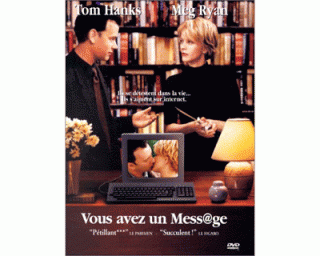 Tom Hanks Meg Ryan
Ils se détestent dans la vie...
Ils s'aiment sur internet.
Vous avez un Mess@ge
"Pétillant***" LE PARISIEN "Succulent !" LE FIGARO
DVD